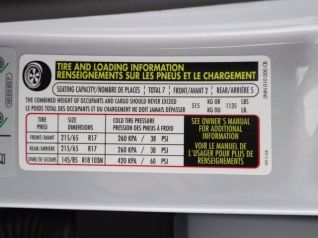 TIRE AND LOADING INFORMATION
RENSEIGNEMENTS SUR LES PNEUS ET LE CHARGEMENT
SEATING CAPACITY/NOMBRE DE PLACES TOTAL 7 FRONT/AVANT 2 REAR/ARRIÈRE 5
THE COMBINED WEIGHT OF OCCUPANTS AND CARGO SHOULD NEVER EXCEED
LE POIDS TOTAL DES OCCUPANTS ET DU CHARGEMENT NE DOIT JAMAIS DÉPASSER
515 KG OR 1135 LBS
KG OU LB.
TIRE SIZE COLD TIRE PRESSURE
PNEU DIMENSIONS PRESSION DES PNEUS À FROID
FRONT/AVANT 215/65 R17 260 KPA / 38 PSI
REAR/ARRIÈRE 215/65 R17 260 KPA / 38 PSI
SPARE/DE SECOURS 145/85 R18 103M 420 KPA / 60 PSI
SEE OWNER'S MANUAL
FOR ADDITIONAL
INFORMATION
VOIR LE MANUEL DE
L'USAGER POUR PLUS DE
RENSEIGNEMENTS